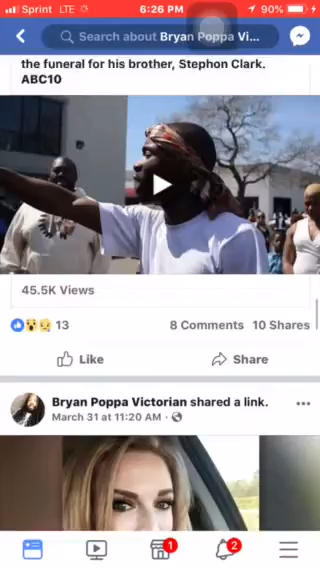 Sprint LTE 6:26 PM 90%
Search about Bryan Poppa Vi...
the funeral for his brother, Stephon Clark.
ABC10
45.5K Views
13 8 Comments 10 Shares
Like Share
Bryan Poppa Victorian shared a link.
March 31 at 11:20 AM ·
1 2